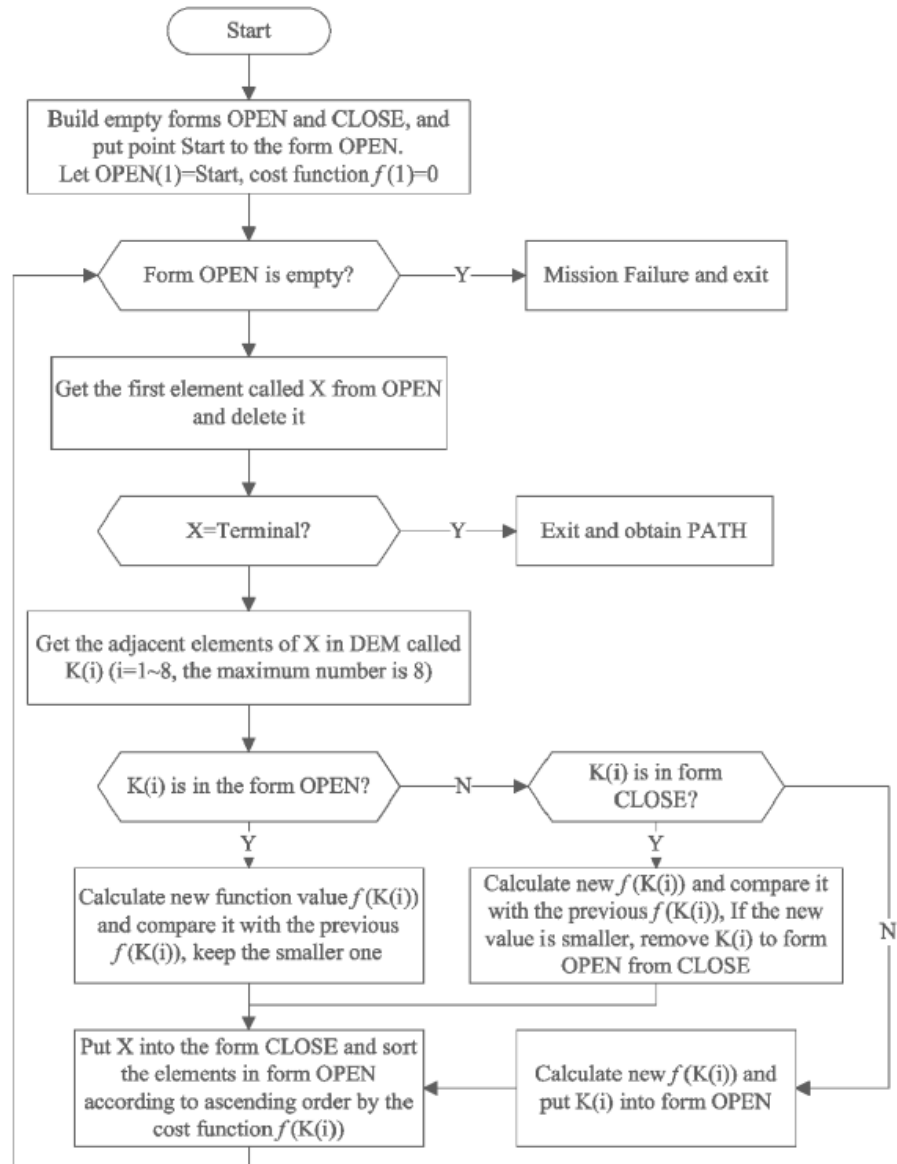 Start
Build empty forms OPEN and CLOSE, and
put point Start to the form OPEN.
Let OPEN(1)=Start, cost function f(1)=0
Form OPEN is empty?
Y
Mission Failure and exit
Get the first element called X from OPEN
and delete it
X=Terminal?
Y
Exit and obtain PATH
Get the adjacent elements of X in DEM called
K(i) (i=1~8, the maximum number is 8)
K(i) is in the form OPEN?
N
K(i) is in form
CLOSE?
Y
Y
Calculate new function value f(K(i))
and compare it with the previous
f(K(i)), keep the smaller one
Calculate new f(K(i)) and compare it
with the previous f(K(i)), If the new
value is smaller, remove K(i) to form
OPEN from CLOSE
N
Put X into the form CLOSE and sort
the elements in form OPEN
according to ascending order by the
cost function f(K(i))
Calculate new f(K(i)) and
put K(i) into form OPEN